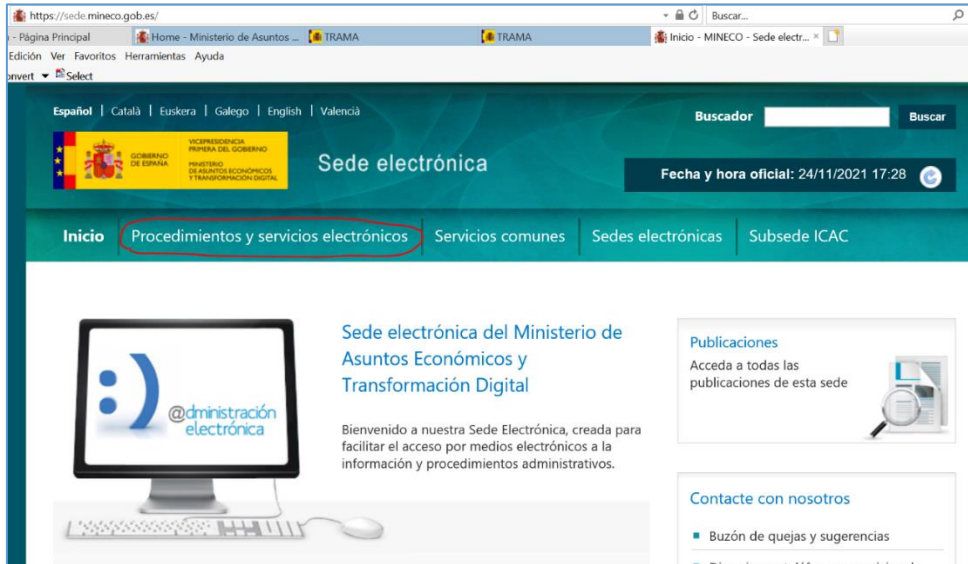 https://sede.mineco.gob.es/
Buscar...
- Página Principal
Home - Ministerio de Asuntos ...
TRAMA
TRAMA
Inicio - MINECO - Sede electr... ×
Edición Ver Favoritos Herramientas Ayuda
Select
Español | Català | Euskera | Galego | English | Valencià
Buscador
Buscar
GOBIERNO
DE ESPAÑA
VICEPRESIDENCIA
PRIMERA DEL GOBIERNO
MINISTERIO
DE ASUNTOS ECONÓMICOS
Y TRANSFORMACIÓN DIGITAL
Sede electrónica
Fecha y hora oficial: 24/11/2021 17:28
Inicio
Procedimientos y servicios electrónicos
Servicios comunes
Sedes electrónicas
Subsede ICAC
:)
@dministración
electrónica
Sede electrónica del Ministerio de
Asuntos Económicos y
Transformación Digital
Bienvenido a nuestra Sede Electrónica, creada para
facilitar el acceso por medios electrónicos a la
información y procedimientos administrativos.
Publicaciones
Acceda a todas las
publicaciones de esta sede
Contacte con nosotros
Buzón de quejas y sugerencias